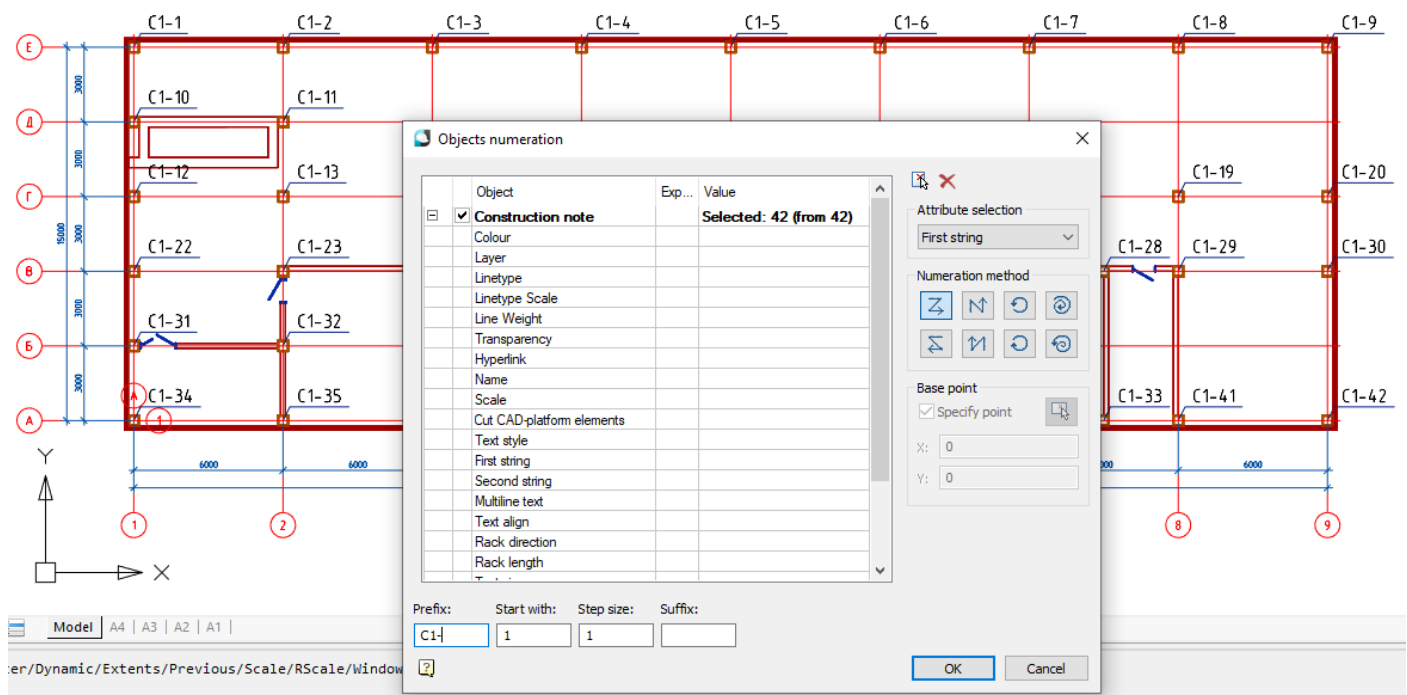 C1-1 C1-2 C1-3 C1-4 C1-5 C1-6 C1-7 C1-8 C1-9
Е
3000
C1-10 C1-11
Д
3000
C1-12 C1-13 C1-19 C1-20
Г
15000
3000
C1-22 C1-23 C1-28 C1-29 C1-30
В
3000
C1-31 C1-32
Б
3000
C1-34 C1-35 C1-33 C1-41 C1-42
А
А
1
6000 6000 6000
1 2 8 9
Y
X
Objects numeration
Object Exp... Value
Construction note Selected: 42 (from 42)
Colour
Layer
Linetype
Linetype Scale
Line Weight
Transparency
Hyperlink
Name
Scale
Cut CAD-platform elements
Text style
First string
Second string
Multiline text
Text align
Rack direction
Rack length
Attribute selection
First string
Numeration method
Base point
Specify point
X: 0
Y: 0
Prefix: Start with: Step size: Suffix:
C1- 1 1
?
OK Cancel
Model A4 | A3 | A2 | A1 |
er/Dynamic/Extents/Previous/Scale/RScale/Window